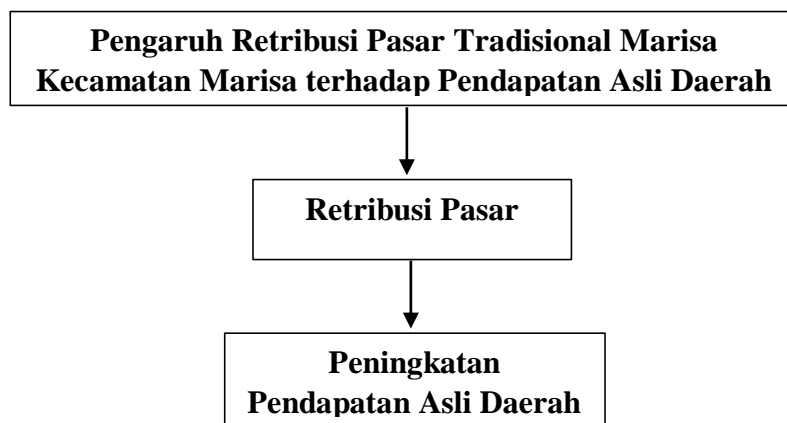 Pengaruh Retribusi Pasar Tradisional Marisa
Kecamatan Marisa terhadap Pendapatan Asli Daerah
Retribusi Pasar
Peningkatan
Pendapatan Asli Daerah